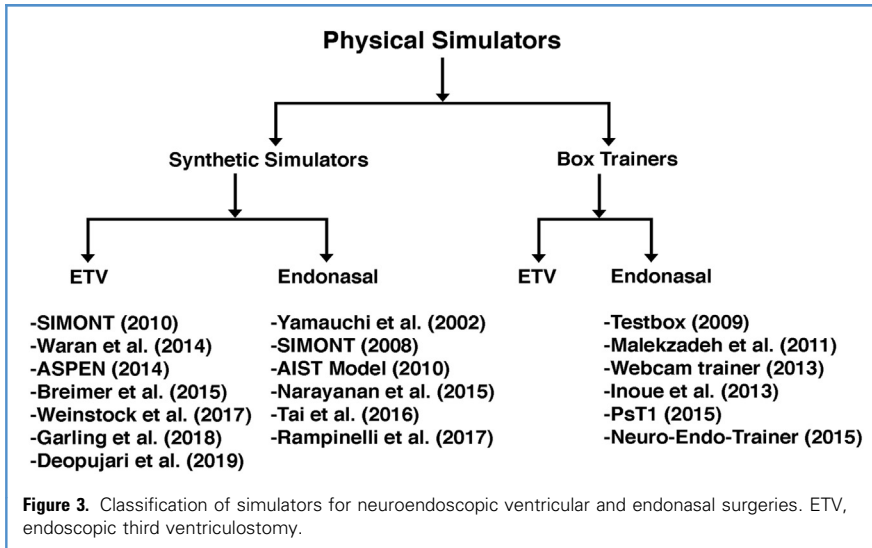 Physical Simulators
Synthetic Simulators
Box Trainers
ETV
Endonasal
ETV
Endonasal
-SIMONT (2010)
-Waran et al. (2014)
-ASPEN (2014)
-Breimer et al. (2015)
-Weinstock et al. (2017)
-Garling et al. (2018)
-Deopujari et al. (2019)
-Yamauchi et al. (2002)
-SIMONT (2008)
-AIST Model (2010)
-Narayanan et al. (2015)
-Tai et al. (2016)
-Rampinelli et al. (2017)
-Testbox (2009)
-Malekzadeh et al. (2011)
-Webcam trainer (2013)
-Inoue et al. (2013)
-PsT1 (2015)
-Neuro-Endo-Trainer (2015)
Figure 3. Classification of simulators for neuroendoscopic ventricular and endonasal surgeries. ETV,
endoscopic third ventriculostomy.